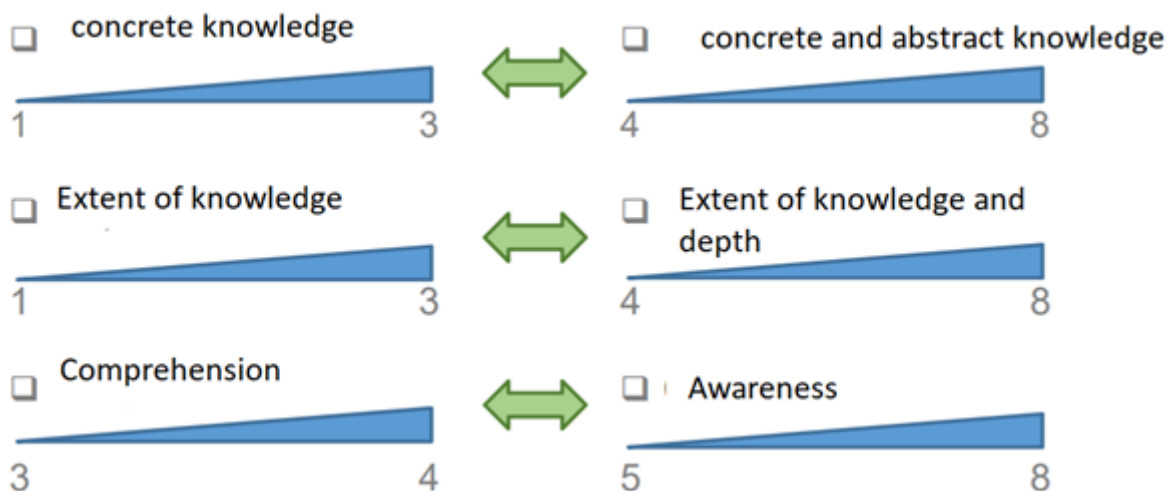 concrete knowledge
concrete and abstract knowledge
1 3
4 8
Extent of knowledge
Extent of knowledge and
depth
1 3
4 8
Comprehension
Awareness
3 4
5 8